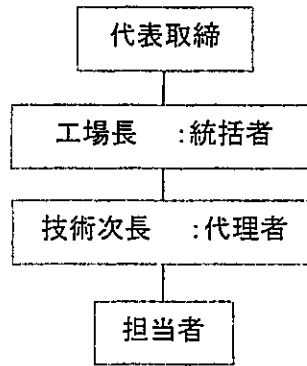 代表取締
工場長　：統括者
技術次長　：代理者
担当者